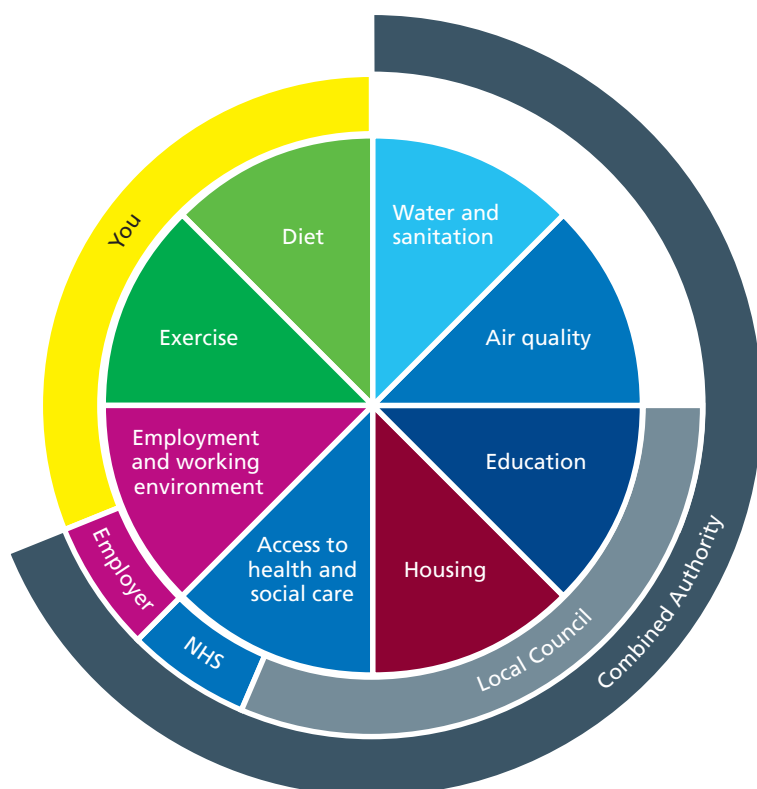 You
Diet
Water and
sanitation
Exercise
Air quality
Employment
and working
environment
Education
Access to
health and
social care
Housing
Employer
NHS
Local Council
Combined Authority